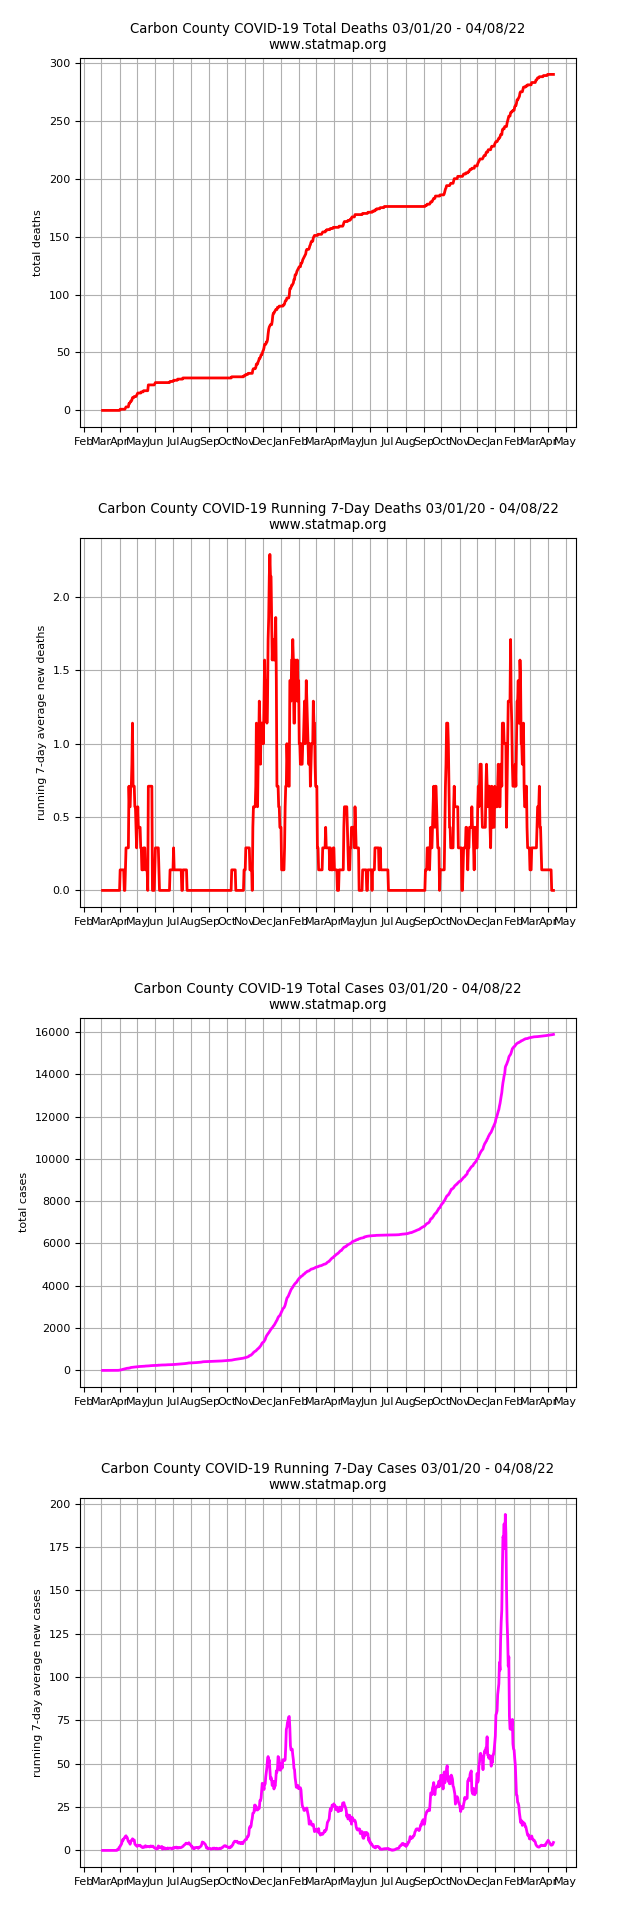 Carbon County COVID-19 Total Deaths 03/01/20 - 04/08/22
www.statmap.org
300
250
200
150
100
50
0
total deaths
Feb Mar Apr May Jun Jul Aug Sep Oct Nov Dec Jan Feb Mar Apr May Jun Jul Aug Sep Oct Nov Dec Jan Feb Mar Apr May
Carbon County COVID-19 Running 7-Day Deaths 03/01/20 - 04/08/22
www.statmap.org
2.0
1.5
1.0
0.5
0.0
running 7-day average new deaths
Feb Mar Apr May Jun Jul Aug Sep Oct Nov Dec Jan Feb Mar Apr May Jun Jul Aug Sep Oct Nov Dec Jan Feb Mar Apr May
Carbon County COVID-19 Total Cases 03/01/20 - 04/08/22
www.statmap.org
16000
14000
12000
10000
8000
6000
4000
2000
0
total cases
Feb Mar Apr May Jun Jul Aug Sep Oct Nov Dec Jan Feb Mar Apr May Jun Jul Aug Sep Oct Nov Dec Jan Feb Mar Apr May
Carbon County COVID-19 Running 7-Day Cases 03/01/20 - 04/08/22
www.statmap.org
200
175
150
125
100
75
50
25
0
running 7-day average new cases
Feb Mar Apr May Jun Jul Aug Sep Oct Nov Dec Jan Feb Mar Apr May Jun Jul Aug Sep Oct Nov Dec Jan Feb Mar Apr May